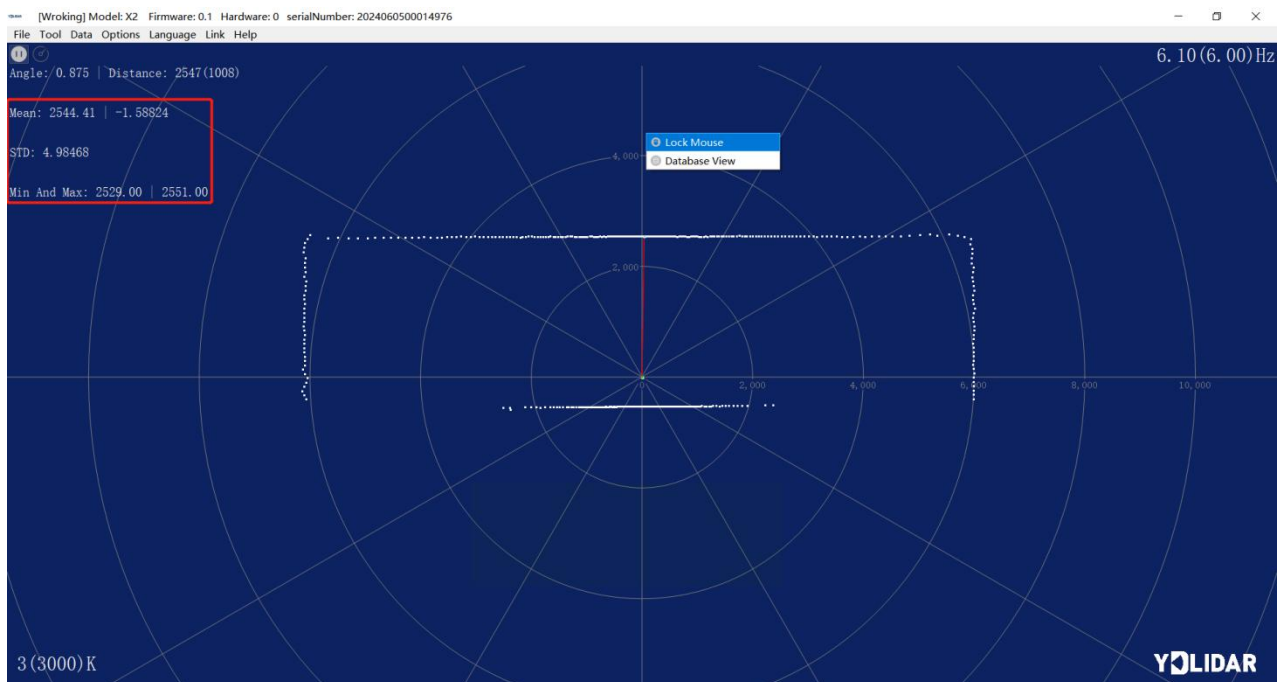 [Wroking] Model: X2 Firmware: 0.1 Hardware: 0 serialNumber: 2024060500014976
File Tool Data Options Language Link Help
6.10(6.00)Hz
Angle: 0.875 | Distance: 2547(1008)
Mean: 2544.41 | -1.58824
STD: 4.98468
Min And Max: 2529.00 | 2551.00
Lock Mouse
4,000
Database View
2,000
0 2,000 4,000 6,000 8,000 10,000
3(3000)K
YDLIDAR